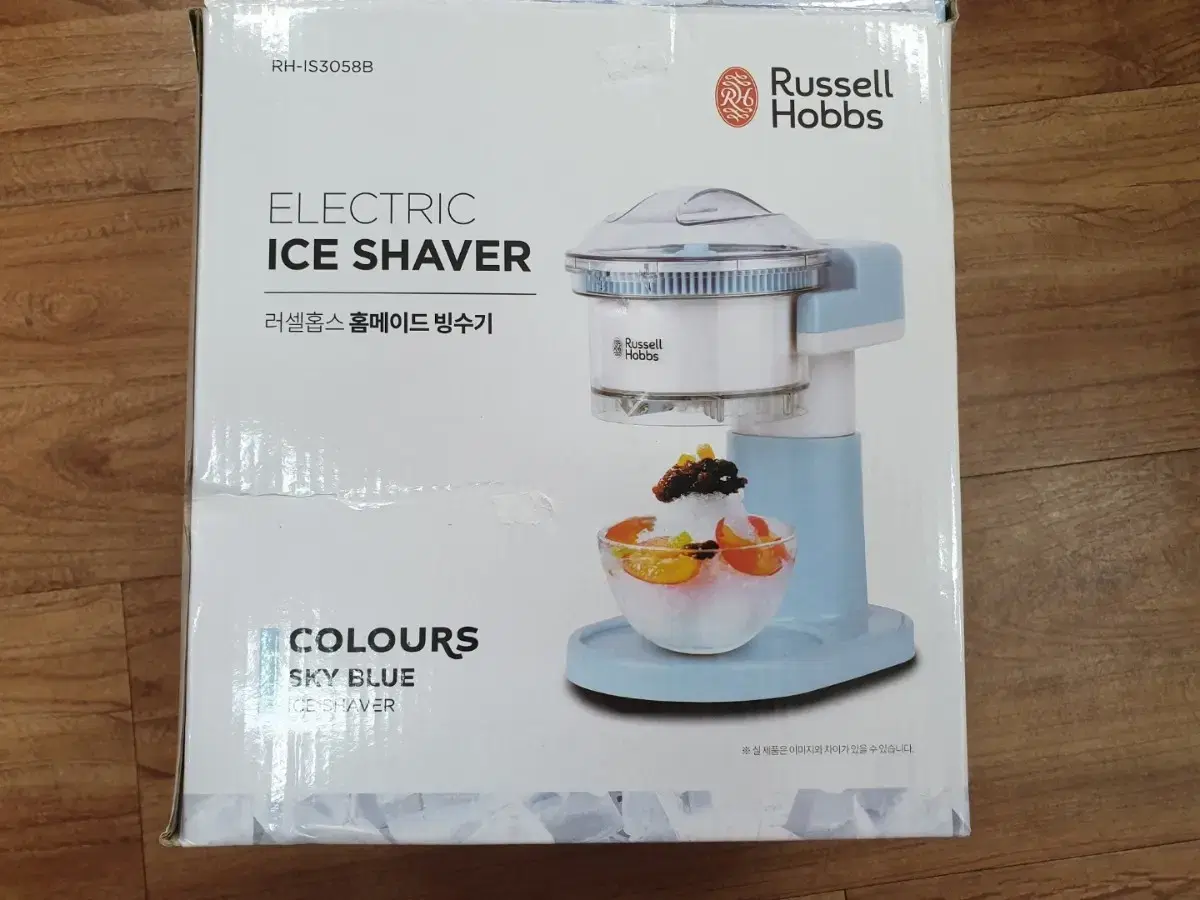 RH-IS3058B
Russell
Hobbs
ELECTRIC
ICE SHAVER
러셀홉스 홈메이드 빙수기
RH
Russell
Hobbs
COLOURS
SKY BLUE
ICE SHAVER
※ 실 제품은 이미지와 차이가 있을 수 있습니다.